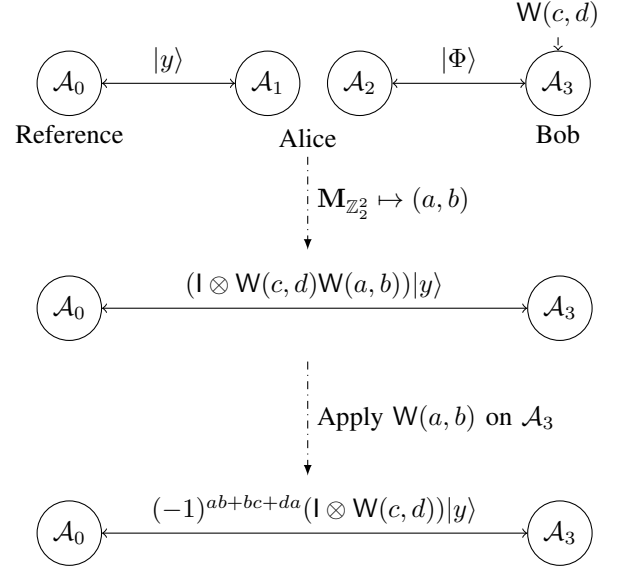 W(c, d)
A₀ |y⟩ A₁ A₂ |Φ⟩ A₃
Reference Alice Bob
M_{ℤ₂²} ↦ (a, b)
(I ⊗ W(c, d)W(a, b))|y⟩
A₀ A₃
Apply W(a, b) on A₃
(-1)^{ab+bc+da}(I ⊗ W(c, d))|y⟩
A₀ A₃